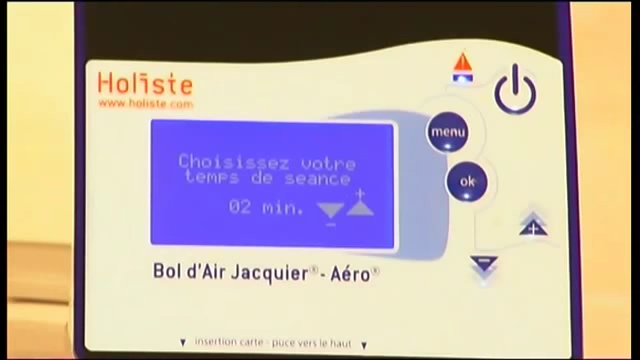 Holiste
www.holiste.com
menu
Choisissez votre
temps de seance
ok
02 min.
+
-
+
-
Bol d'Air Jacquier® - Aéro®
insertion carte - puce vers le haut